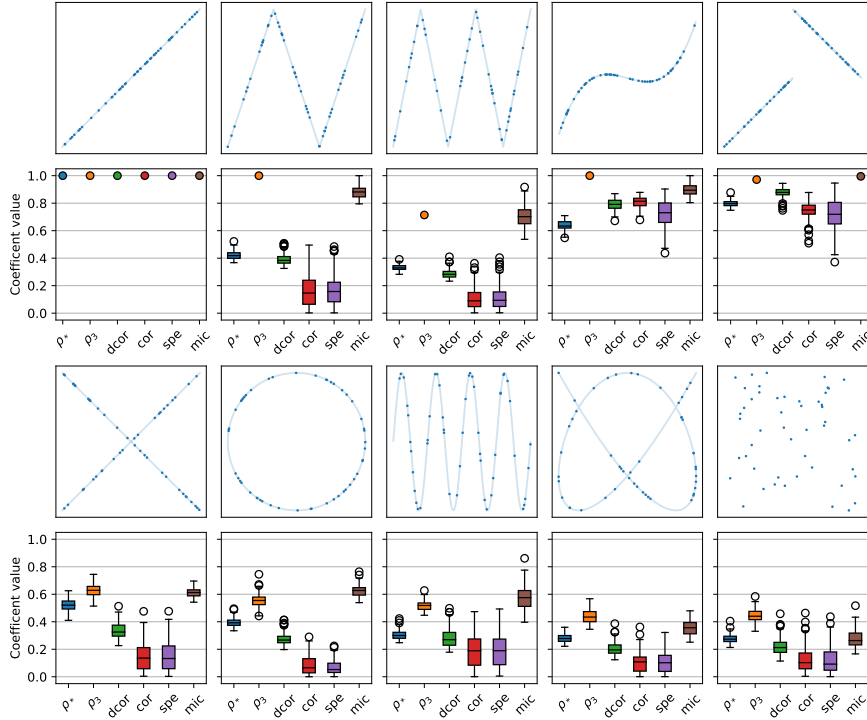 Coefficent value
1.0
0.8
0.6
0.4
0.2
0.0
ρ* ρ3 dcor cor spe mic
ρ* ρ3 dcor cor spe mic
ρ* ρ3 dcor cor spe mic
ρ* ρ3 dcor cor spe mic
ρ* ρ3 dcor cor spe mic
Coefficent value
1.0
0.8
0.6
0.4
0.2
0.0
ρ* ρ3 dcor cor spe mic
ρ* ρ3 dcor cor spe mic
ρ* ρ3 dcor cor spe mic
ρ* ρ3 dcor cor spe mic
ρ* ρ3 dcor cor spe mic